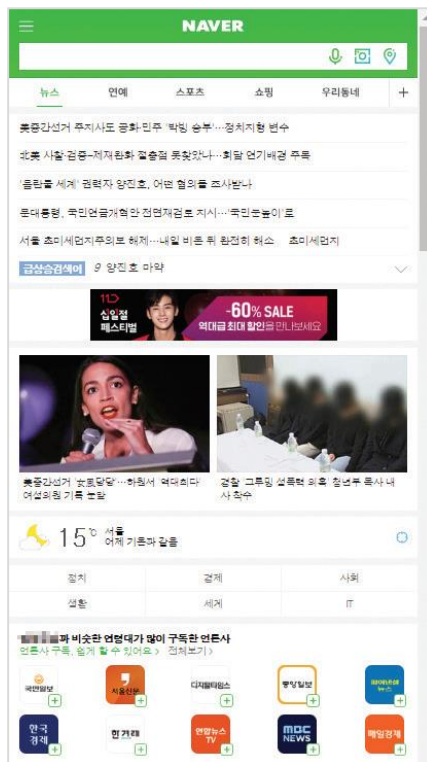 NAVER
뉴스 연예 스포츠 쇼핑 우리동네 +
美중간선거 주지사도 공화·민주 '박빙 승부'…정치지형 변수
北美 사찰·검증-제재완화 절충점 못찾았나…회담 연기배경 주목
'음란물 세계' 권력자 양진호, 어떤 혐의들 조사받나
문대통령, 국민연금개혁안 전면재검토 지시…'국민눈높이'로
서울 초미세먼지주의보 해제…내일 비온 뒤 완전히 해소 초미세먼지
급상승검색어 9 양진호 마약
십일절
페스티벌
-60% SALE
역대급 최대 할인을 만나보세요
美중간선거 '女風당당'…하원서 '역대최다'
여성의원 기록 눈앞
경찰 '그루밍 성폭력 의혹' 청년부 목사 내
사 착수
15°C 서울
어제 기온과 같음
정치 경제 사회
생활 세계 IT
과 비슷한 연령대가 많이 구독한 언론사
언론사 구독, 쉽게 할 수 있어요 > 전체보기 >
국민일보 서울신문 디지털타임스 중앙일보 파이낸셜뉴스
한국경제 한겨레 연합뉴스TV MBC NEWS 매일경제